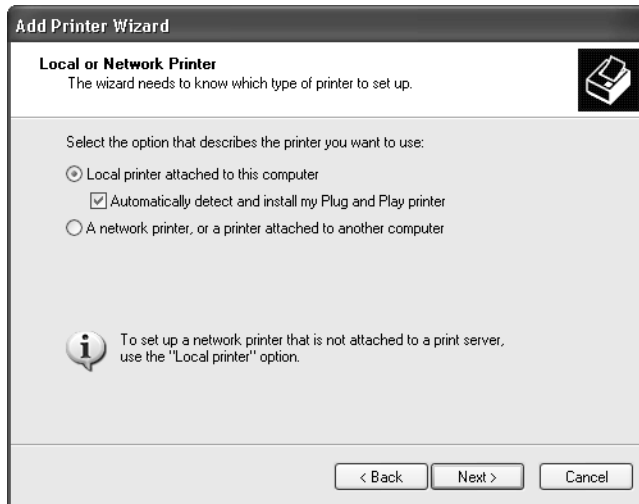 Add Printer Wizard
Local or Network Printer
The wizard needs to know which type of printer to set up.
Select the option that describes the printer you want to use:
Local printer attached to this computer
Automatically detect and install my Plug and Play printer
A network printer, or a printer attached to another computer
To set up a network printer that is not attached to a print server,
use the "Local printer" option.
< Back
Next >
Cancel